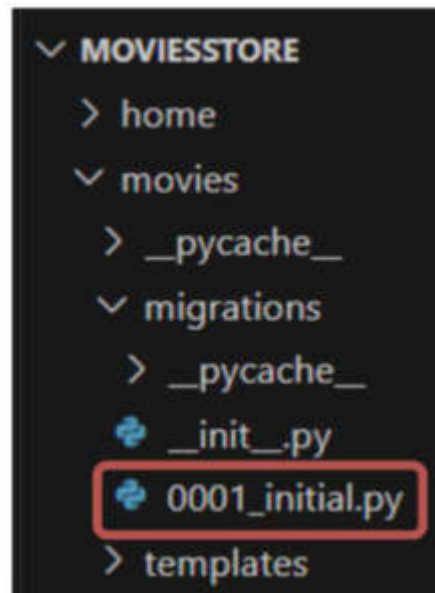 MOVIESSTORE
home
movies
__pycache__
migrations
__pycache__
__init__.py
0001_initial.py
templates